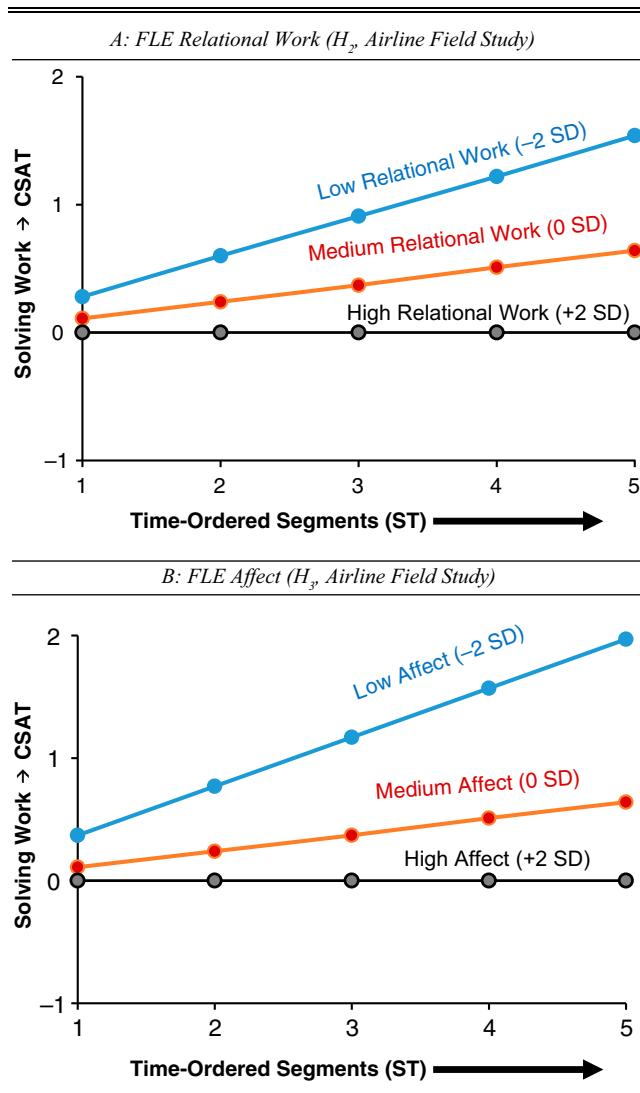 A: FLE Relational Work (H2, Airline Field Study)
2
Low Relational Work (–2 SD)
1
Medium Relational Work (0 SD)
High Relational Work (+2 SD)
0
–1
Solving Work → CSAT
1 2 3 4 5
Time-Ordered Segments (ST)
B: FLE Affect (H3, Airline Field Study)
2
Low Affect (–2 SD)
1
Medium Affect (0 SD)
High Affect (+2 SD)
0
–1
Solving Work → CSAT
1 2 3 4 5
Time-Ordered Segments (ST)